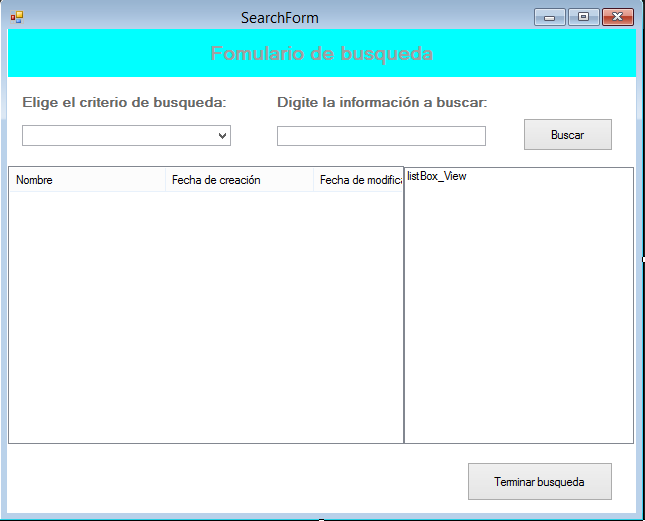 SearchForm
Fomulario de busqueda
Elige el criterio de busqueda:
Digite la información a buscar:
Buscar
Nombre
Fecha de creación
Fecha de modifica
listBox_View
Terminar busqueda